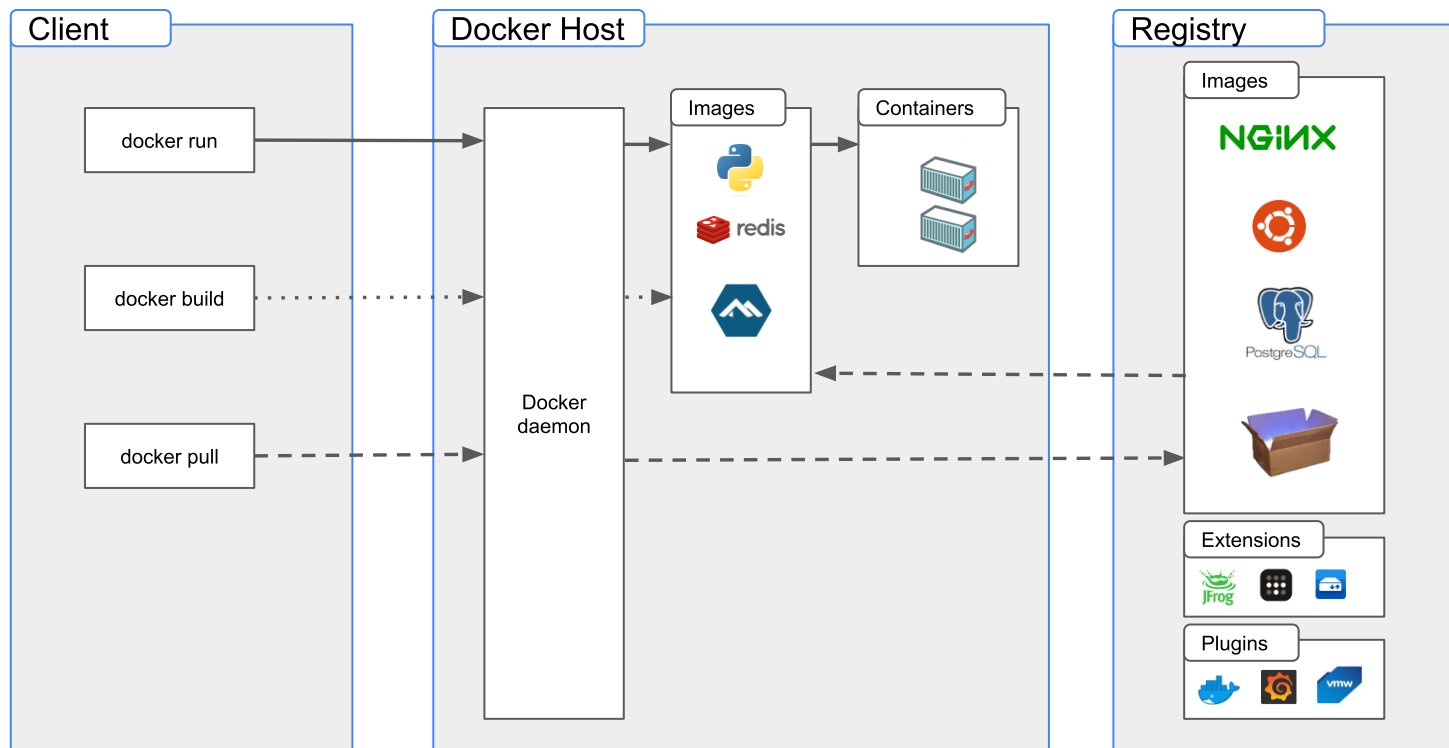 Client
docker run
docker build
docker pull
Docker Host
Docker
daemon
Images
redis
Containers
Registry
Images
NGINX
PostgreSQL
Extensions
JFrog
Plugins
vmw